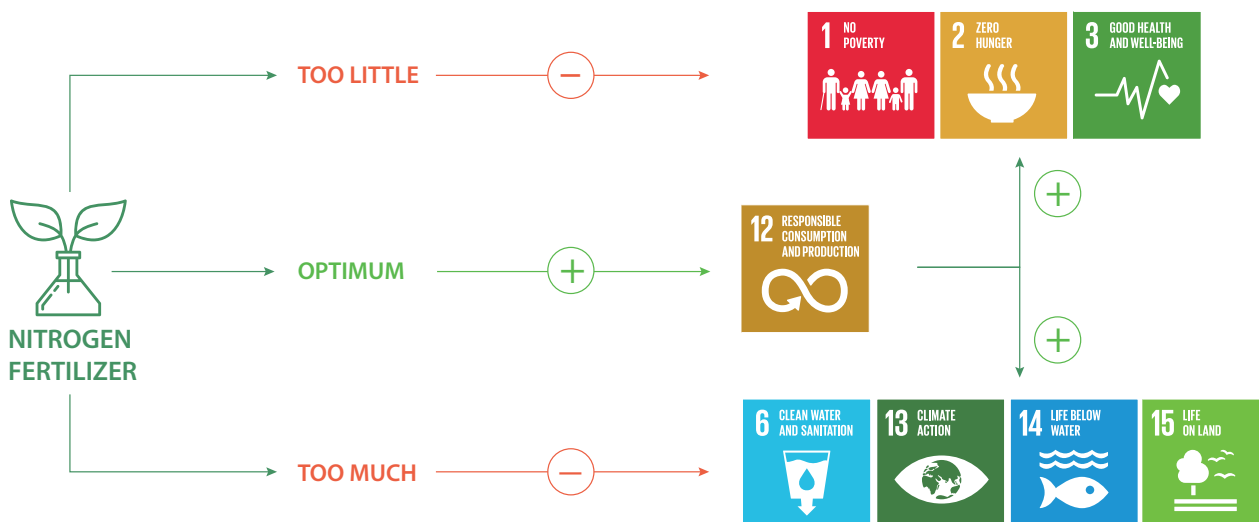 TOO LITTLE
1 NO
POVERTY
2 ZERO
HUNGER
3 GOOD HEALTH
AND WELL-BEING
NITROGEN
FERTILIZER
OPTIMUM
12 RESPONSIBLE
CONSUMPTION
AND PRODUCTION
TOO MUCH
6 CLEAN WATER
AND SANITATION
13 CLIMATE
ACTION
14 LIFE BELOW
WATER
15 LIFE
ON LAND